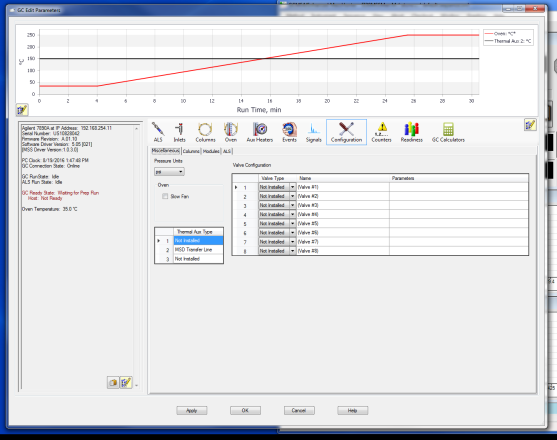 GC Edit Parameters
250
200
150
100
50
0
°C
Oven: °C*
Thermal Aux 2: °C
0 2 4 6 8 10 12 14 16 18 20 22 24 26 28 30
Run Time, min
Agilent 7890A at IP Address: 192.168.254.11
Serial Number: US10828042
Firmware Revision: A.01.10
Software Driver Version: 5.05 [021]
(MSS Driver Version:1.0.3.0)
PC Clock: 8/19/2016 1:47:48 PM
GC Connection State: Online
GC RunState: Idle
ALS Run State: Idle
GC Ready State: Waiting for Prep Run
Host: Not Ready
Oven Temperature: 35.0 °C
ALS Inlets Columns Oven Aux Heaters Events Signals Configuration Counters Readiness GC Calculators
Miscellaneous Columns Modules ALS
Pressure Units
psi
Oven
Slow Fan
Thermal Aux Type
1 Not Installed
2 MSD Transfer Line
3 Not Installed
Valve Configuration
Valve Type Name Parameters
1 Not Installed (Valve #1)
2 Not Installed (Valve #2)
3 Not Installed (Valve #3)
4 Not Installed (Valve #4)
5 Not Installed (Valve #5)
6 Not Installed (Valve #6)
7 Not Installed (Valve #7)
8 Not Installed (Valve #8)
Apply OK Cancel Help